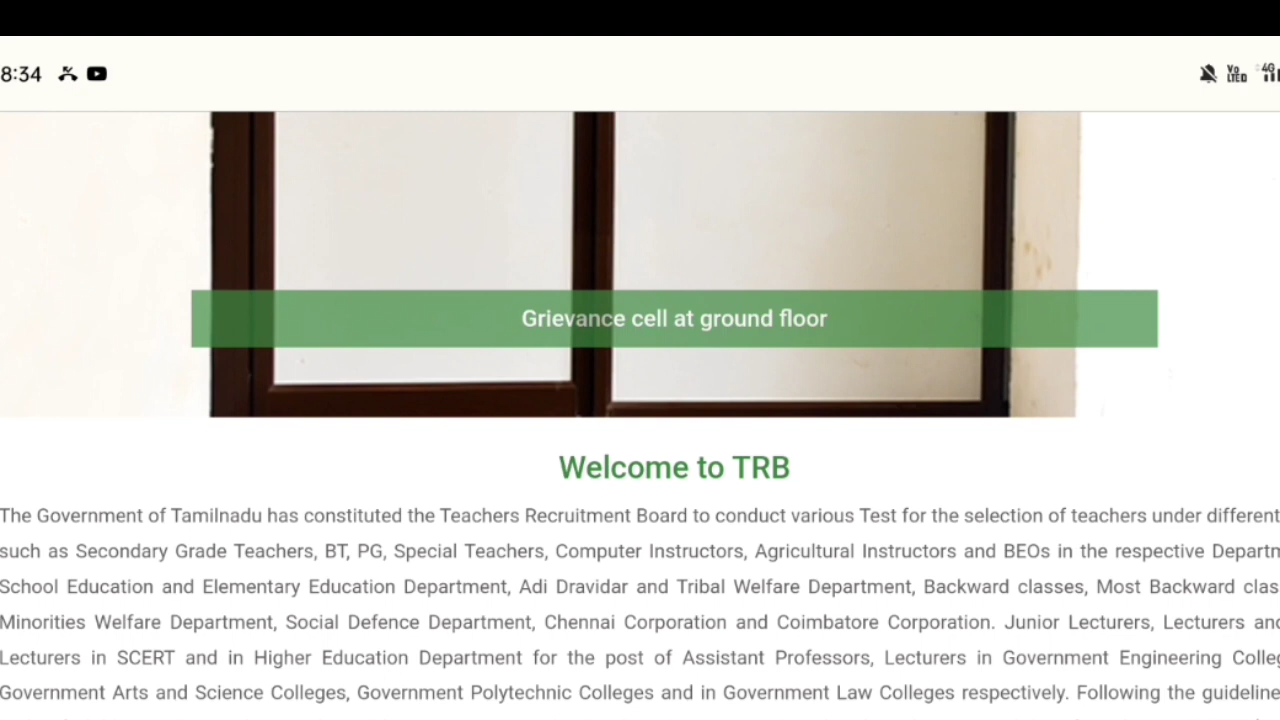 8:34
Vo
LTED
4G
Grievance cell at ground floor
Welcome to TRB
The Government of Tamilnadu has constituted the Teachers Recruitment Board to conduct various Test for the selection of teachers under different
such as Secondary Grade Teachers, BT, PG, Special Teachers, Computer Instructors, Agricultural Instructors and BEOs in the respective Departm
School Education and Elementary Education Department, Adi Dravidar and Tribal Welfare Department, Backward classes, Most Backward clas
Minorities Welfare Department, Social Defence Department, Chennai Corporation and Coimbatore Corporation. Junior Lecturers, Lecturers and
Lecturers in SCERT and in Higher Education Department for the post of Assistant Professors, Lecturers in Government Engineering Colleg
Government Arts and Science Colleges, Government Polytechnic Colleges and in Government Law Colleges respectively. Following the guideline